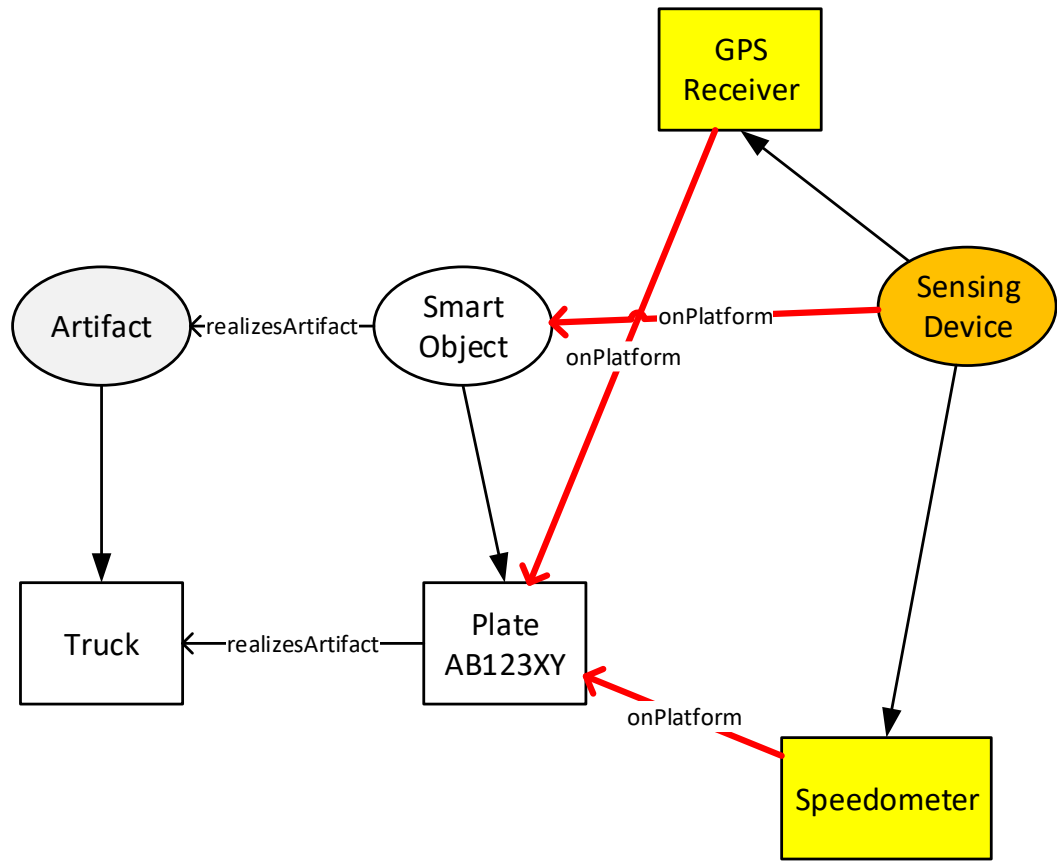 GPS
Receiver
Sensing
Device
Smart
Object
Artifact
realizesArtifact
onPlatform
onPlatform
Plate
AB123XY
Truck
realizesArtifact
onPlatform
Speedometer